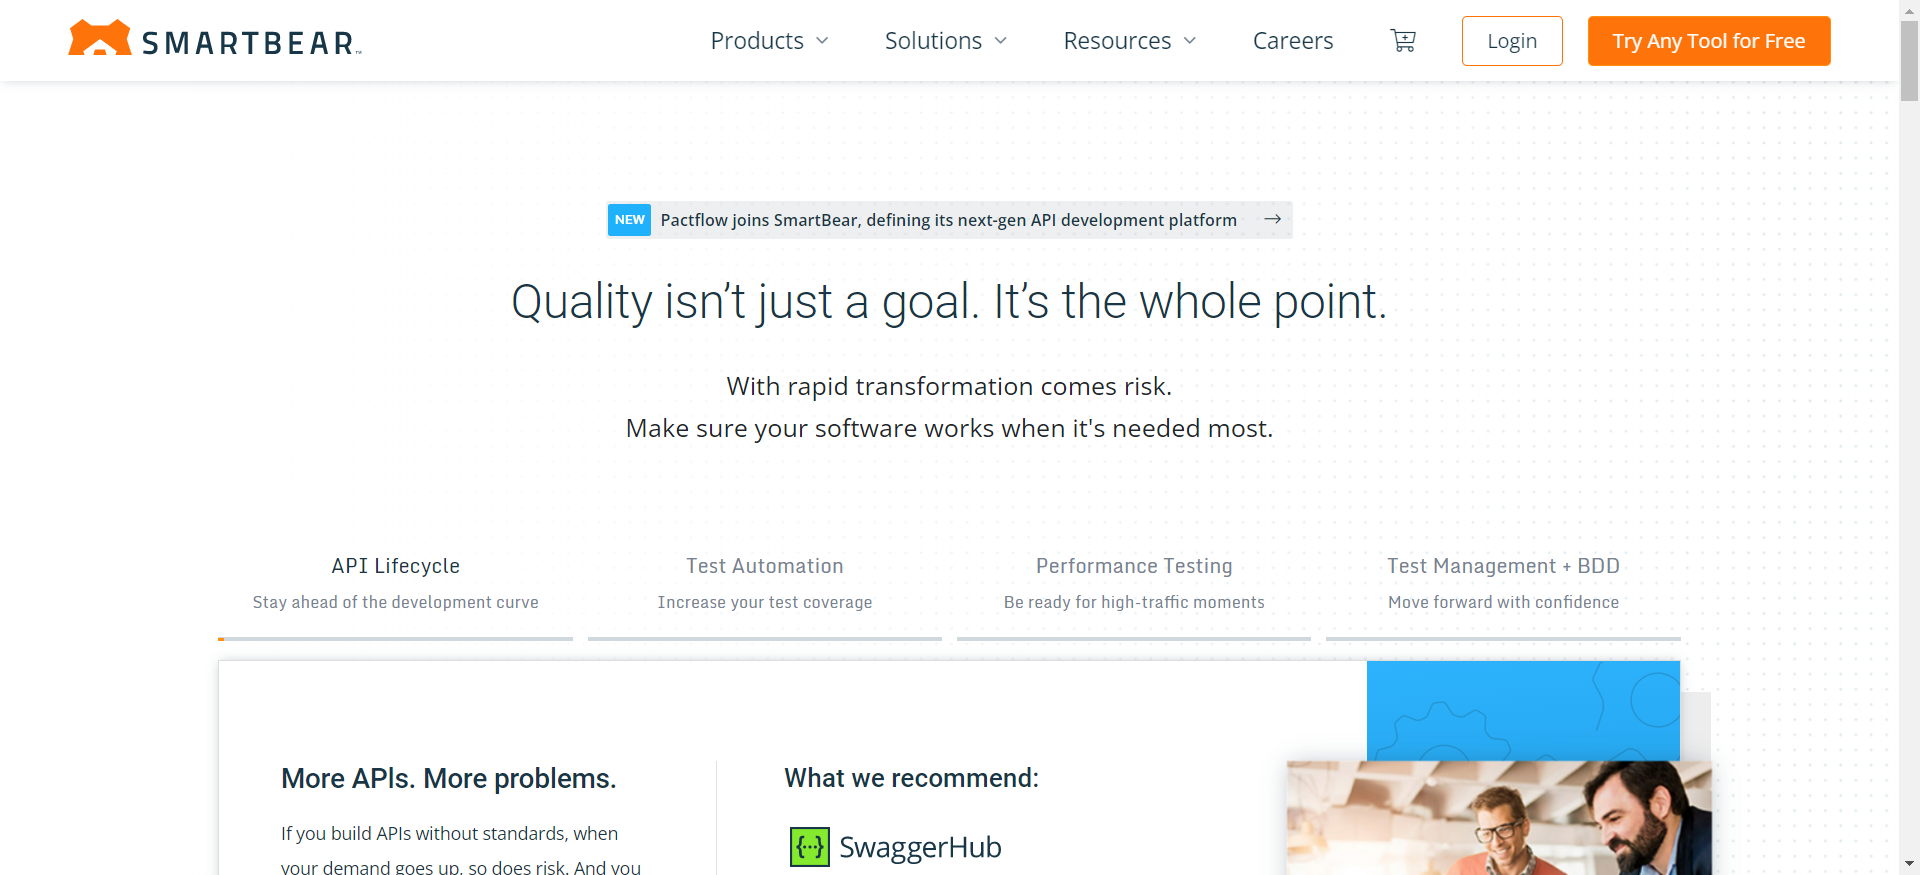 SMARTBEAR™
Products
Solutions
Resources
Careers
Login
Try Any Tool for Free
NEW Pactflow joins SmartBear, defining its next-gen API development platform →
Quality isn’t just a goal. It’s the whole point.
With rapid transformation comes risk.
Make sure your software works when it's needed most.
API Lifecycle
Stay ahead of the development curve
Test Automation
Increase your test coverage
Performance Testing
Be ready for high-traffic moments
Test Management + BDD
Move forward with confidence
More APIs. More problems.
If you build APIs without standards, when
your demand goes up, so does risk. And you
What we recommend:
{···} SwaggerHub